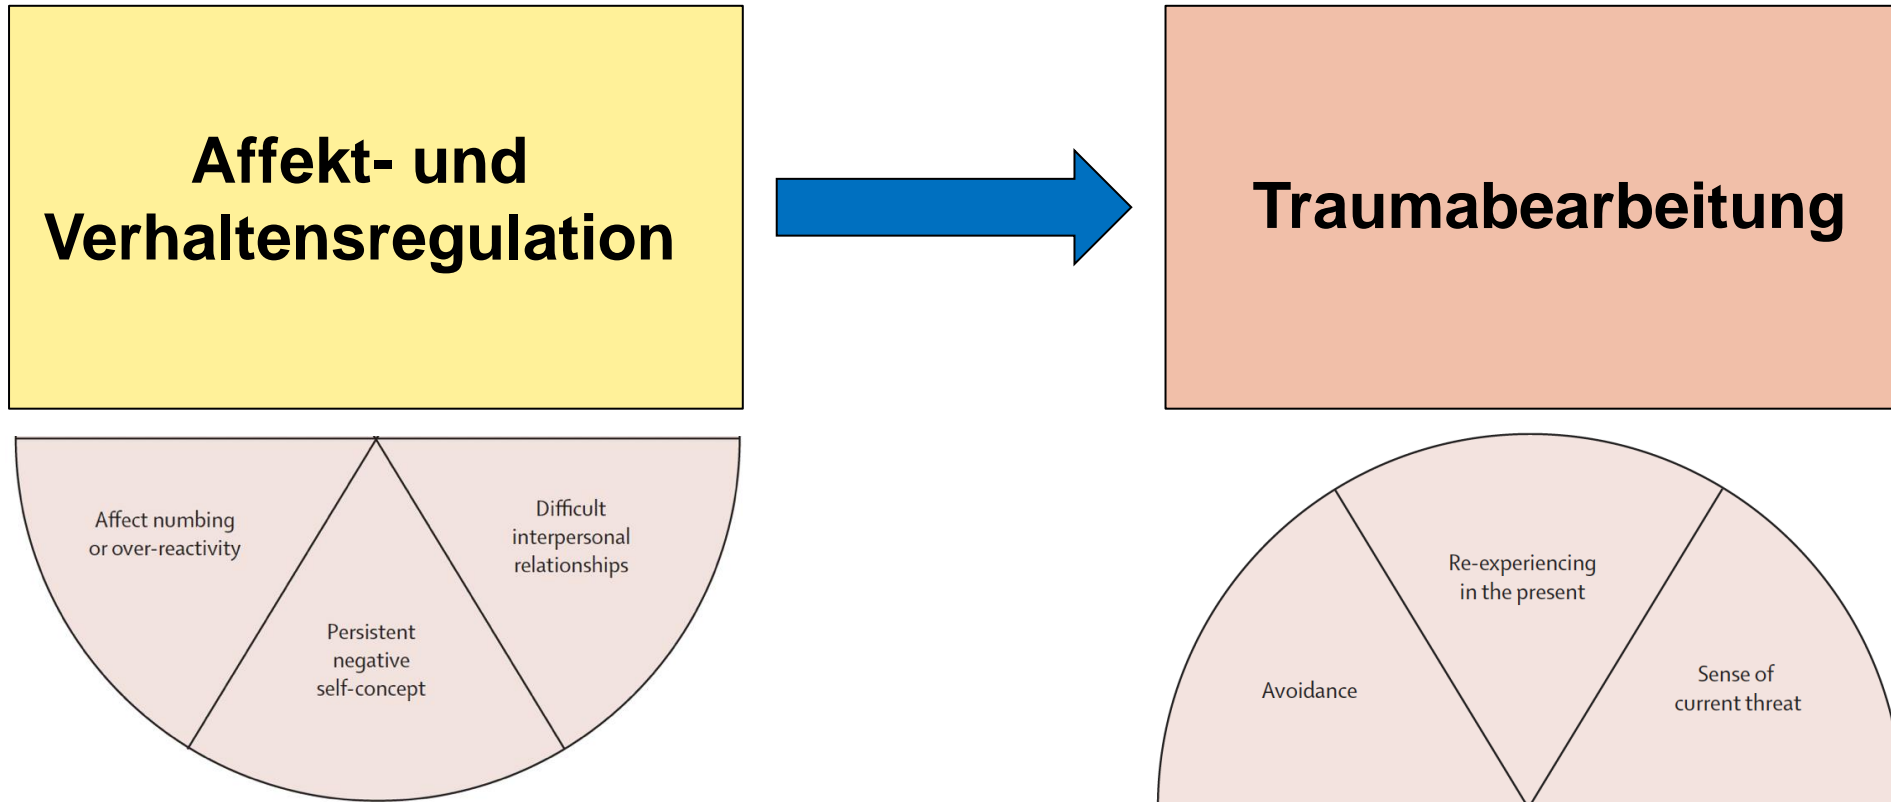 Affekt- und
Verhaltensregulation
Traumabearbeitung
Affect numbing
or over-reactivity
Persistent
negative
self-concept
Difficult
interpersonal
relationships
Avoidance
Re-experiencing
in the present
Sense of
current threat